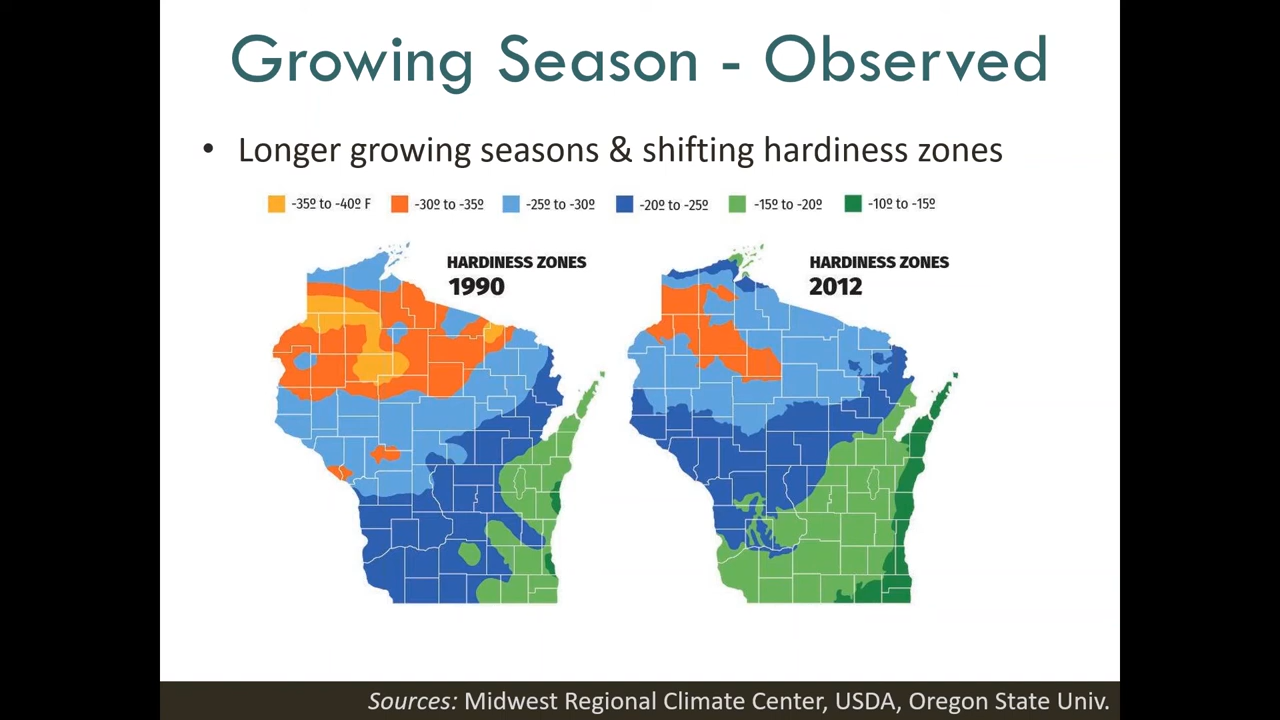 Growing Season - Observed
• Longer growing seasons & shifting hardiness zones
-35º to -40º F -30º to -35º -25º to -30º -20º to -25º -15º to -20º -10º to -15º
HARDINESS ZONES
1990
HARDINESS ZONES
2012
Sources: Midwest Regional Climate Center, USDA, Oregon State Univ.